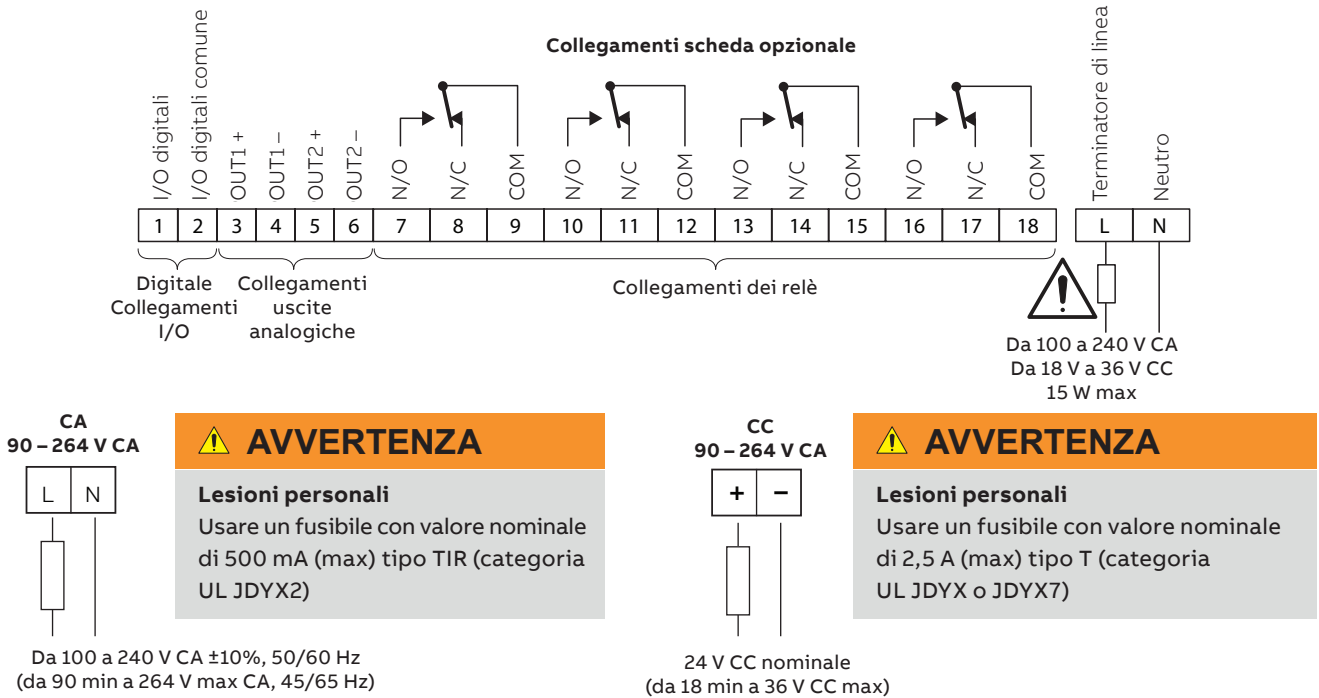 Collegamenti scheda opzionale
I/O digitali
I/O digitali comune
OUT1 +
OUT1 –
OUT2 +
OUT2 –
N/O
N/C
COM
N/O
N/C
COM
N/O
N/C
COM
N/O
N/C
COM
Terminatore di linea
Neutro
1 2 3 4 5 6 7 8 9 10 11 12 13 14 15 16 17 18 L N
Digitale
Collegamenti
I/O
Collegamenti
uscite
analogiche
Collegamenti dei relè
Da 100 a 240 V CA
Da 18 V a 36 V CC
15 W max
CA
90 – 264 V CA
L N
Da 100 a 240 V CA ±10%, 50/60 Hz
(da 90 min a 264 V max CA, 45/65 Hz)
AVVERTENZA
Lesioni personali
Usare un fusibile con valore nominale
di 500 mA (max) tipo TIR (categoria
UL JDYX2)
CC
90 – 264 V CA
+ –
24 V CC nominale
(da 18 min a 36 V CC max)
AVVERTENZA
Lesioni personali
Usare un fusibile con valore nominale
di 2,5 A (max) tipo T (categoria
UL JDYX o JDYX7)